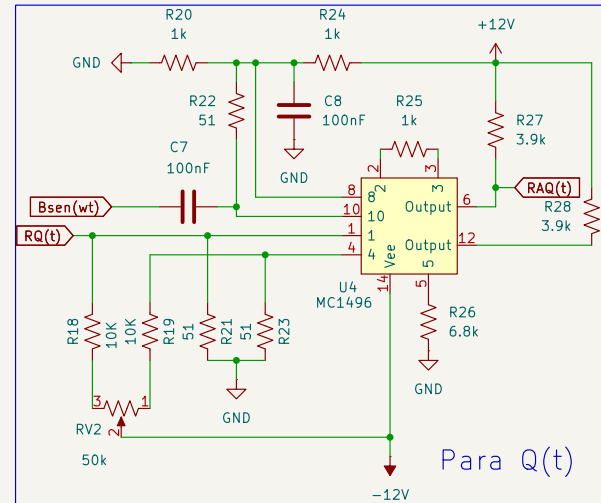 R20
1k
R24
1k
+12V
GND
R22
51
C8
100nF
R25
1k
R27
3.9k
C7
100nF
GND
2
3
2
3
Bsen(wt)
8
8
10
10
Output
6
RAQ(t)
R28
3.9k
RQ(t)
1
1
4
4
Output
12
Vee
5
14
5
U4
MC1496
R18
10K
10K
R19
51
R21
51
R23
R26
6.8k
GND
3
1
RV2
2
50k
GND
Para Q(t)
-12V